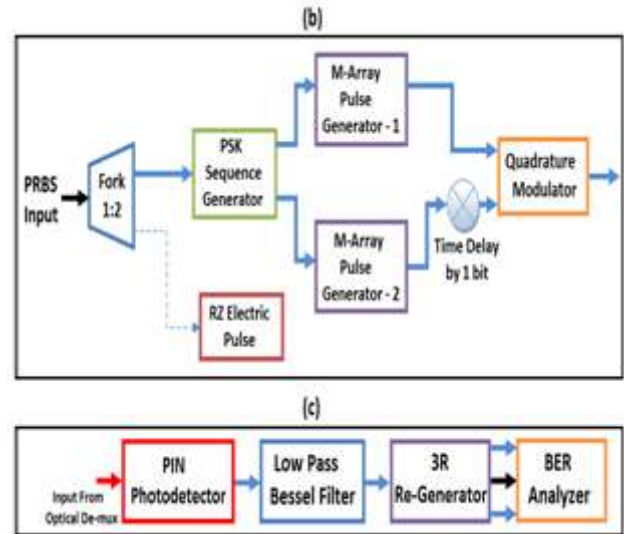 (b)
M-Array
Pulse
Generator - 1
PSK
Sequence
Generator
Quadrature
Modulator
PRBS
Input
Fork
1:2
Time Delay
by 1 bit
M-Array
Pulse
Generator - 2
RZ Electric
Pulse
(c)
PIN
Photodetector
Low Pass
Bessel Filter
3R
Re-Generator
BER
Analyzer
Input From
Optical De-mux